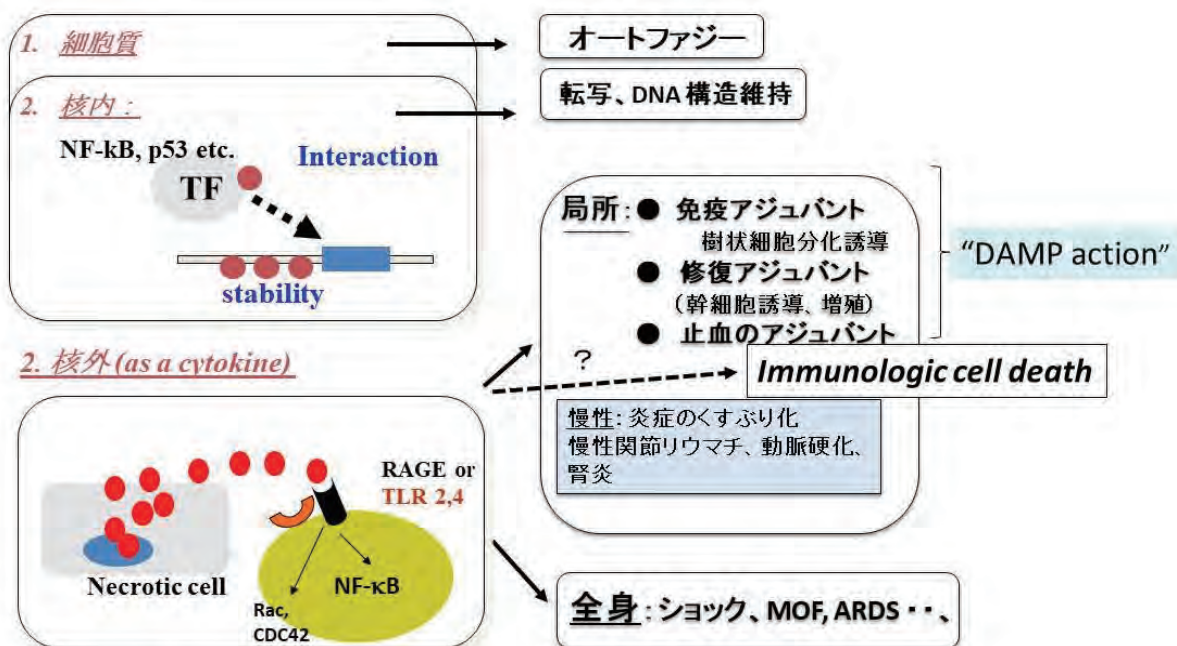 1. 細胞質
オートファジー
2. 核内 :
転写、DNA 構造維持
NF-kB, p53 etc.
Interaction
TF
stability
局所: ● 免疫アジュバント
樹状細胞分化誘導
● 修復アジュバント
(幹細胞誘導、増殖)
● 止血のアジュバント
"DAMP action"
2. 核外 (as a cytokine)
?
Immunologic cell death
慢性: 炎症のくすぶり化
慢性関節リウマチ、動脈硬化、
腎炎
RAGE or
TLR 2,4
Necrotic cell
NF-κB
Rac,
CDC42
全身: ショック、MOF, ARDS ・・、